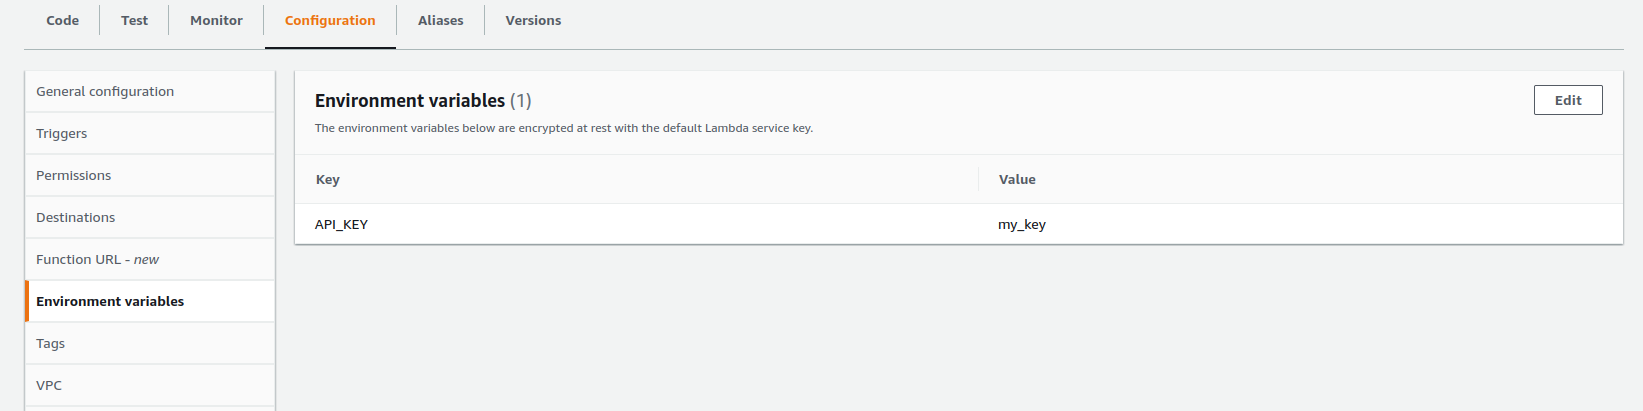 Code Test Monitor Configuration Aliases Versions
General configuration
Triggers
Permissions
Destinations
Function URL - new
Environment variables
Tags
VPC
Environment variables (1)
Edit
The environment variables below are encrypted at rest with the default Lambda service key.
Key Value
API_KEY my_key